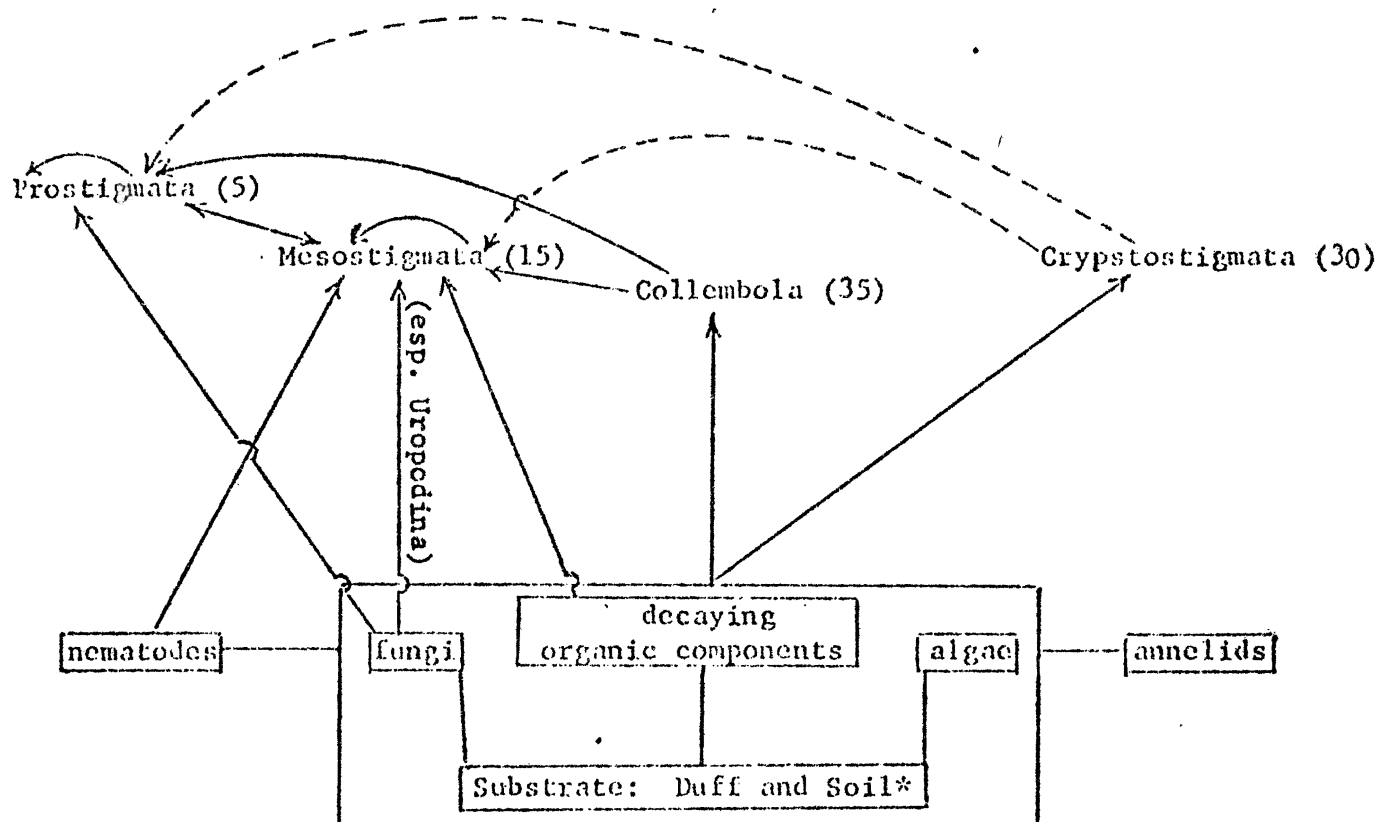 Prostigmata (5)
Mesostigmata (15)
Collembola (35)
Crypstostigmata (30)
(esp. Uropodina)
nematodes
fungi
decaying
organic components
algae
annelids
Substrate: Duff and Soil*